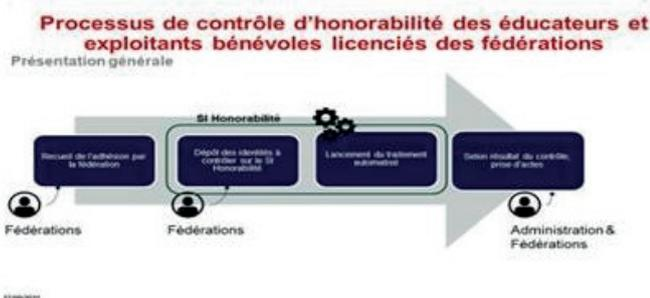 Processus de contrôle d'honorabilité des éducateurs et
exploitants bénévoles licenciés des fédérations
Présentation générale
SI Honorabilité
Recueil de l'adhésion par
la fédération
Dépôt des identités à
contrôler sur le SI
Honorabilité
Lancement du traitement
automatisé
Selon résultat du contrôle,
prise d'actes
Fédérations
Fédérations
Administration &
Fédérations